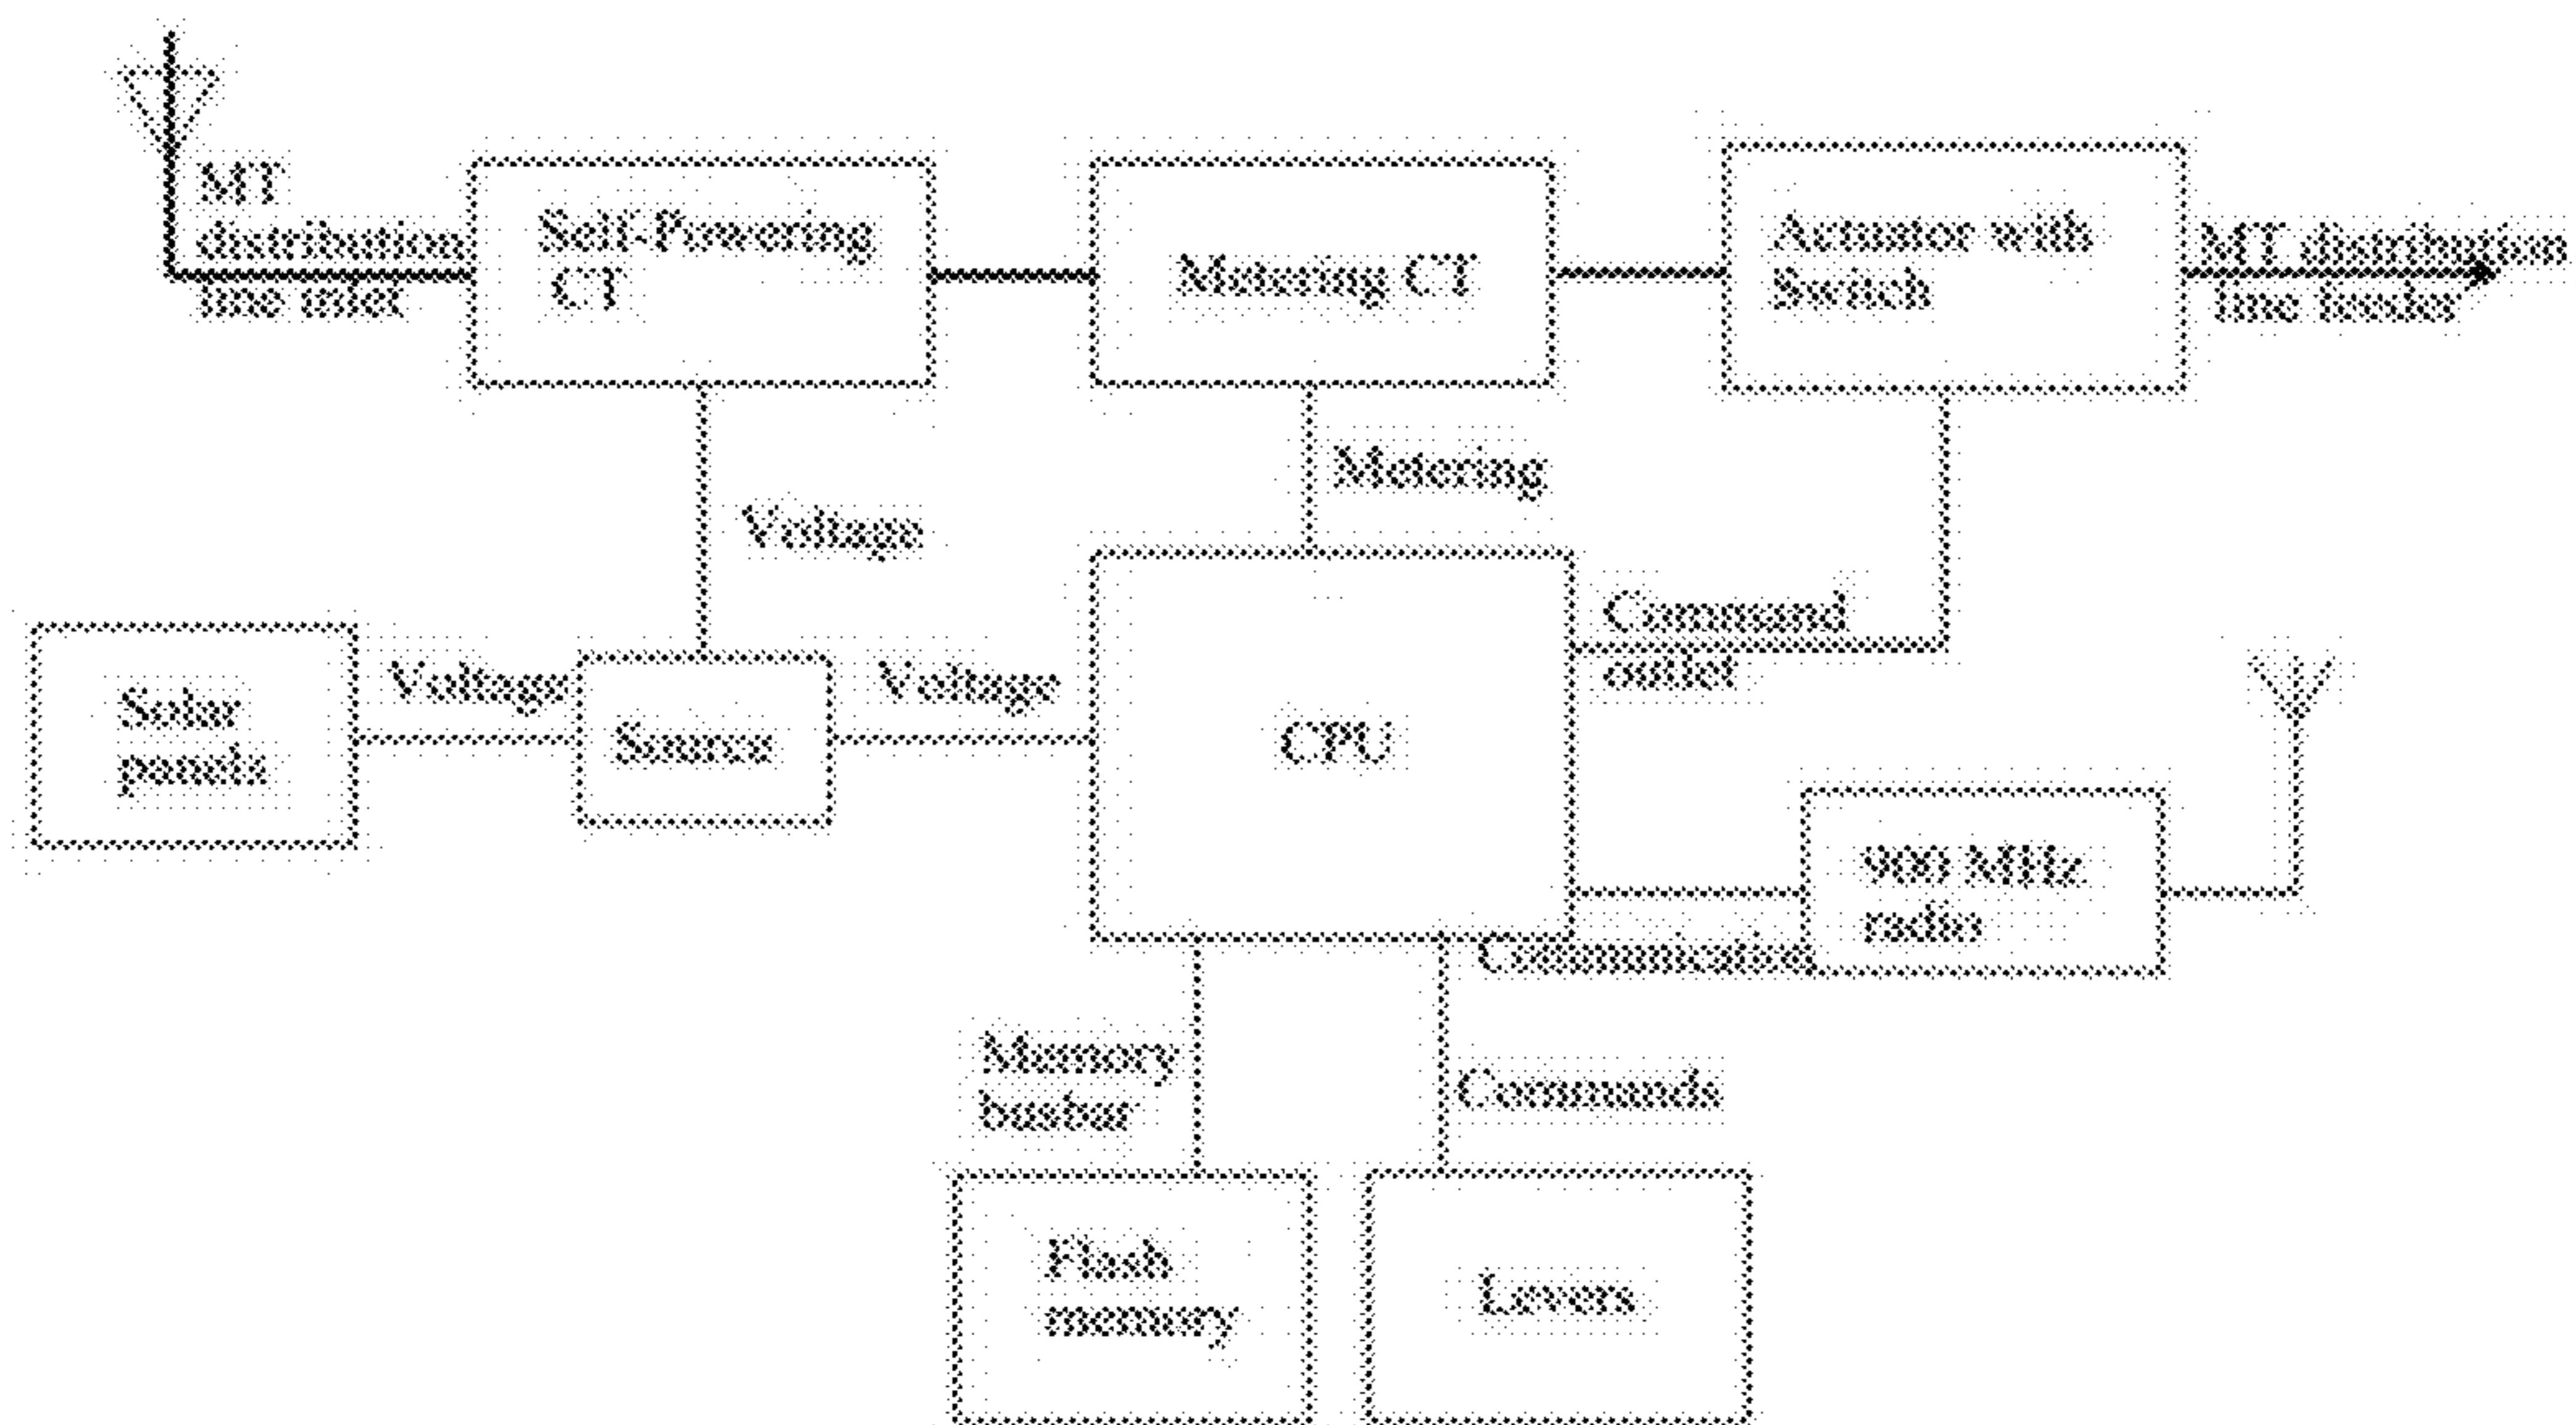 MT
distribution
line inlet
Self-Powering
CT
Metering CT
Actuator with
Switch
MT distribution
line feeder
Voltage
Metering
Command
outlet
Solar
panels
Voltage
Source
Voltage
CPU
900 MHz
radio
Communication
Memory
busbar
Commands
Flash
memory
Levers